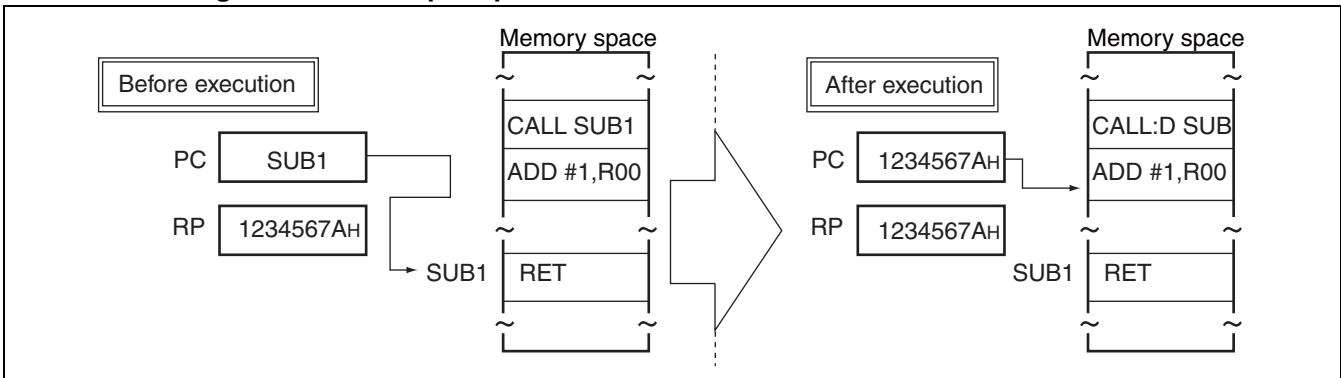 Memory space
Before execution
CALL SUB1
PC SUB1
ADD #1,R00
RP 1234567AH
SUB1 RET
Memory space
After execution
CALL:D SUB
PC 1234567AH
ADD #1,R00
RP 1234567AH
SUB1 RET